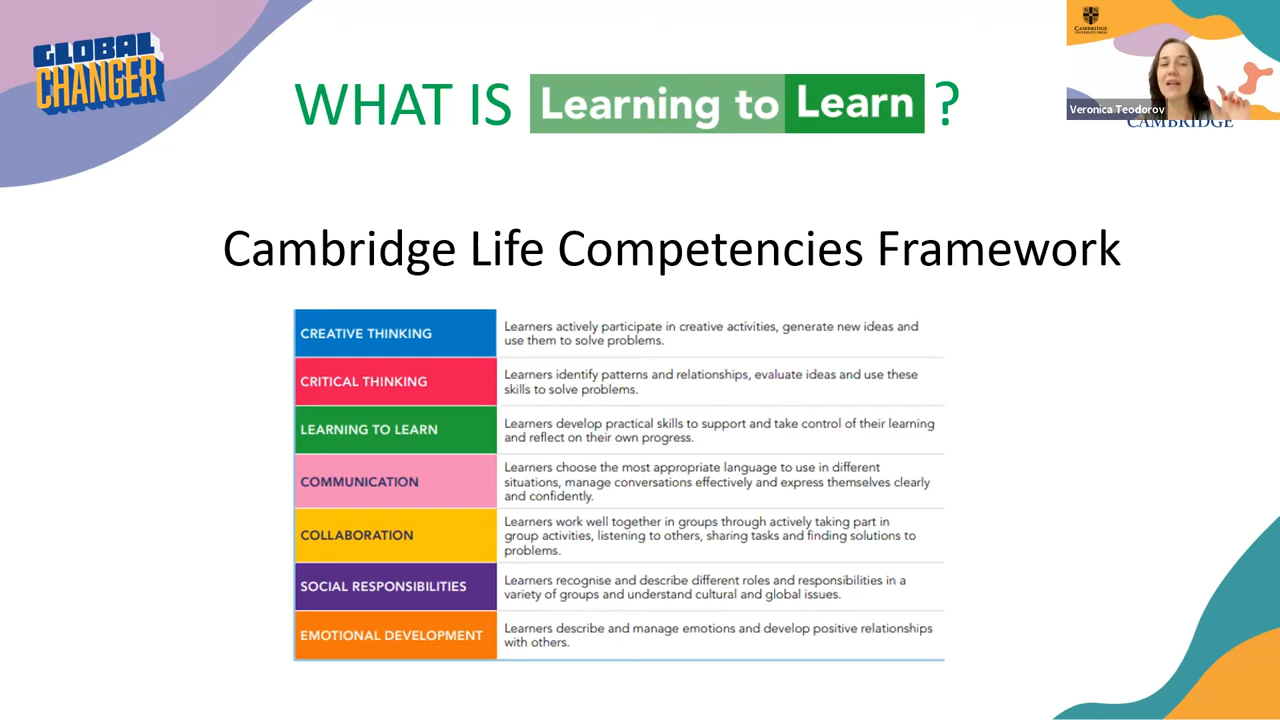 GLOBAL
CHANGER
WHAT IS Learning to Learn ?
CAMBRIDGE
UNIVERSITY PRESS
Veronica Teodorov
CAMBRIDGE
Cambridge Life Competencies Framework
CREATIVE THINKING
Learners actively participate in creative activities, generate new ideas and
use them to solve problems.
CRITICAL THINKING
Learners identify patterns and relationships, evaluate ideas and use these
skills to solve problems.
LEARNING TO LEARN
Learners develop practical skills to support and take control of their learning
and reflect on their own progress.
COMMUNICATION
Learners choose the most appropriate language to use in different
situations, manage conversations effectively and express themselves clearly
and confidently.
COLLABORATION
Learners work well together in groups through actively taking part in
group activities, listening to others, sharing tasks and finding solutions to
problems.
SOCIAL RESPONSIBILITIES
Learners recognise and describe different roles and responsibilities in a
variety of groups and understand cultural and global issues.
EMOTIONAL DEVELOPMENT
Learners describe and manage emotions and develop positive relationships
with others.